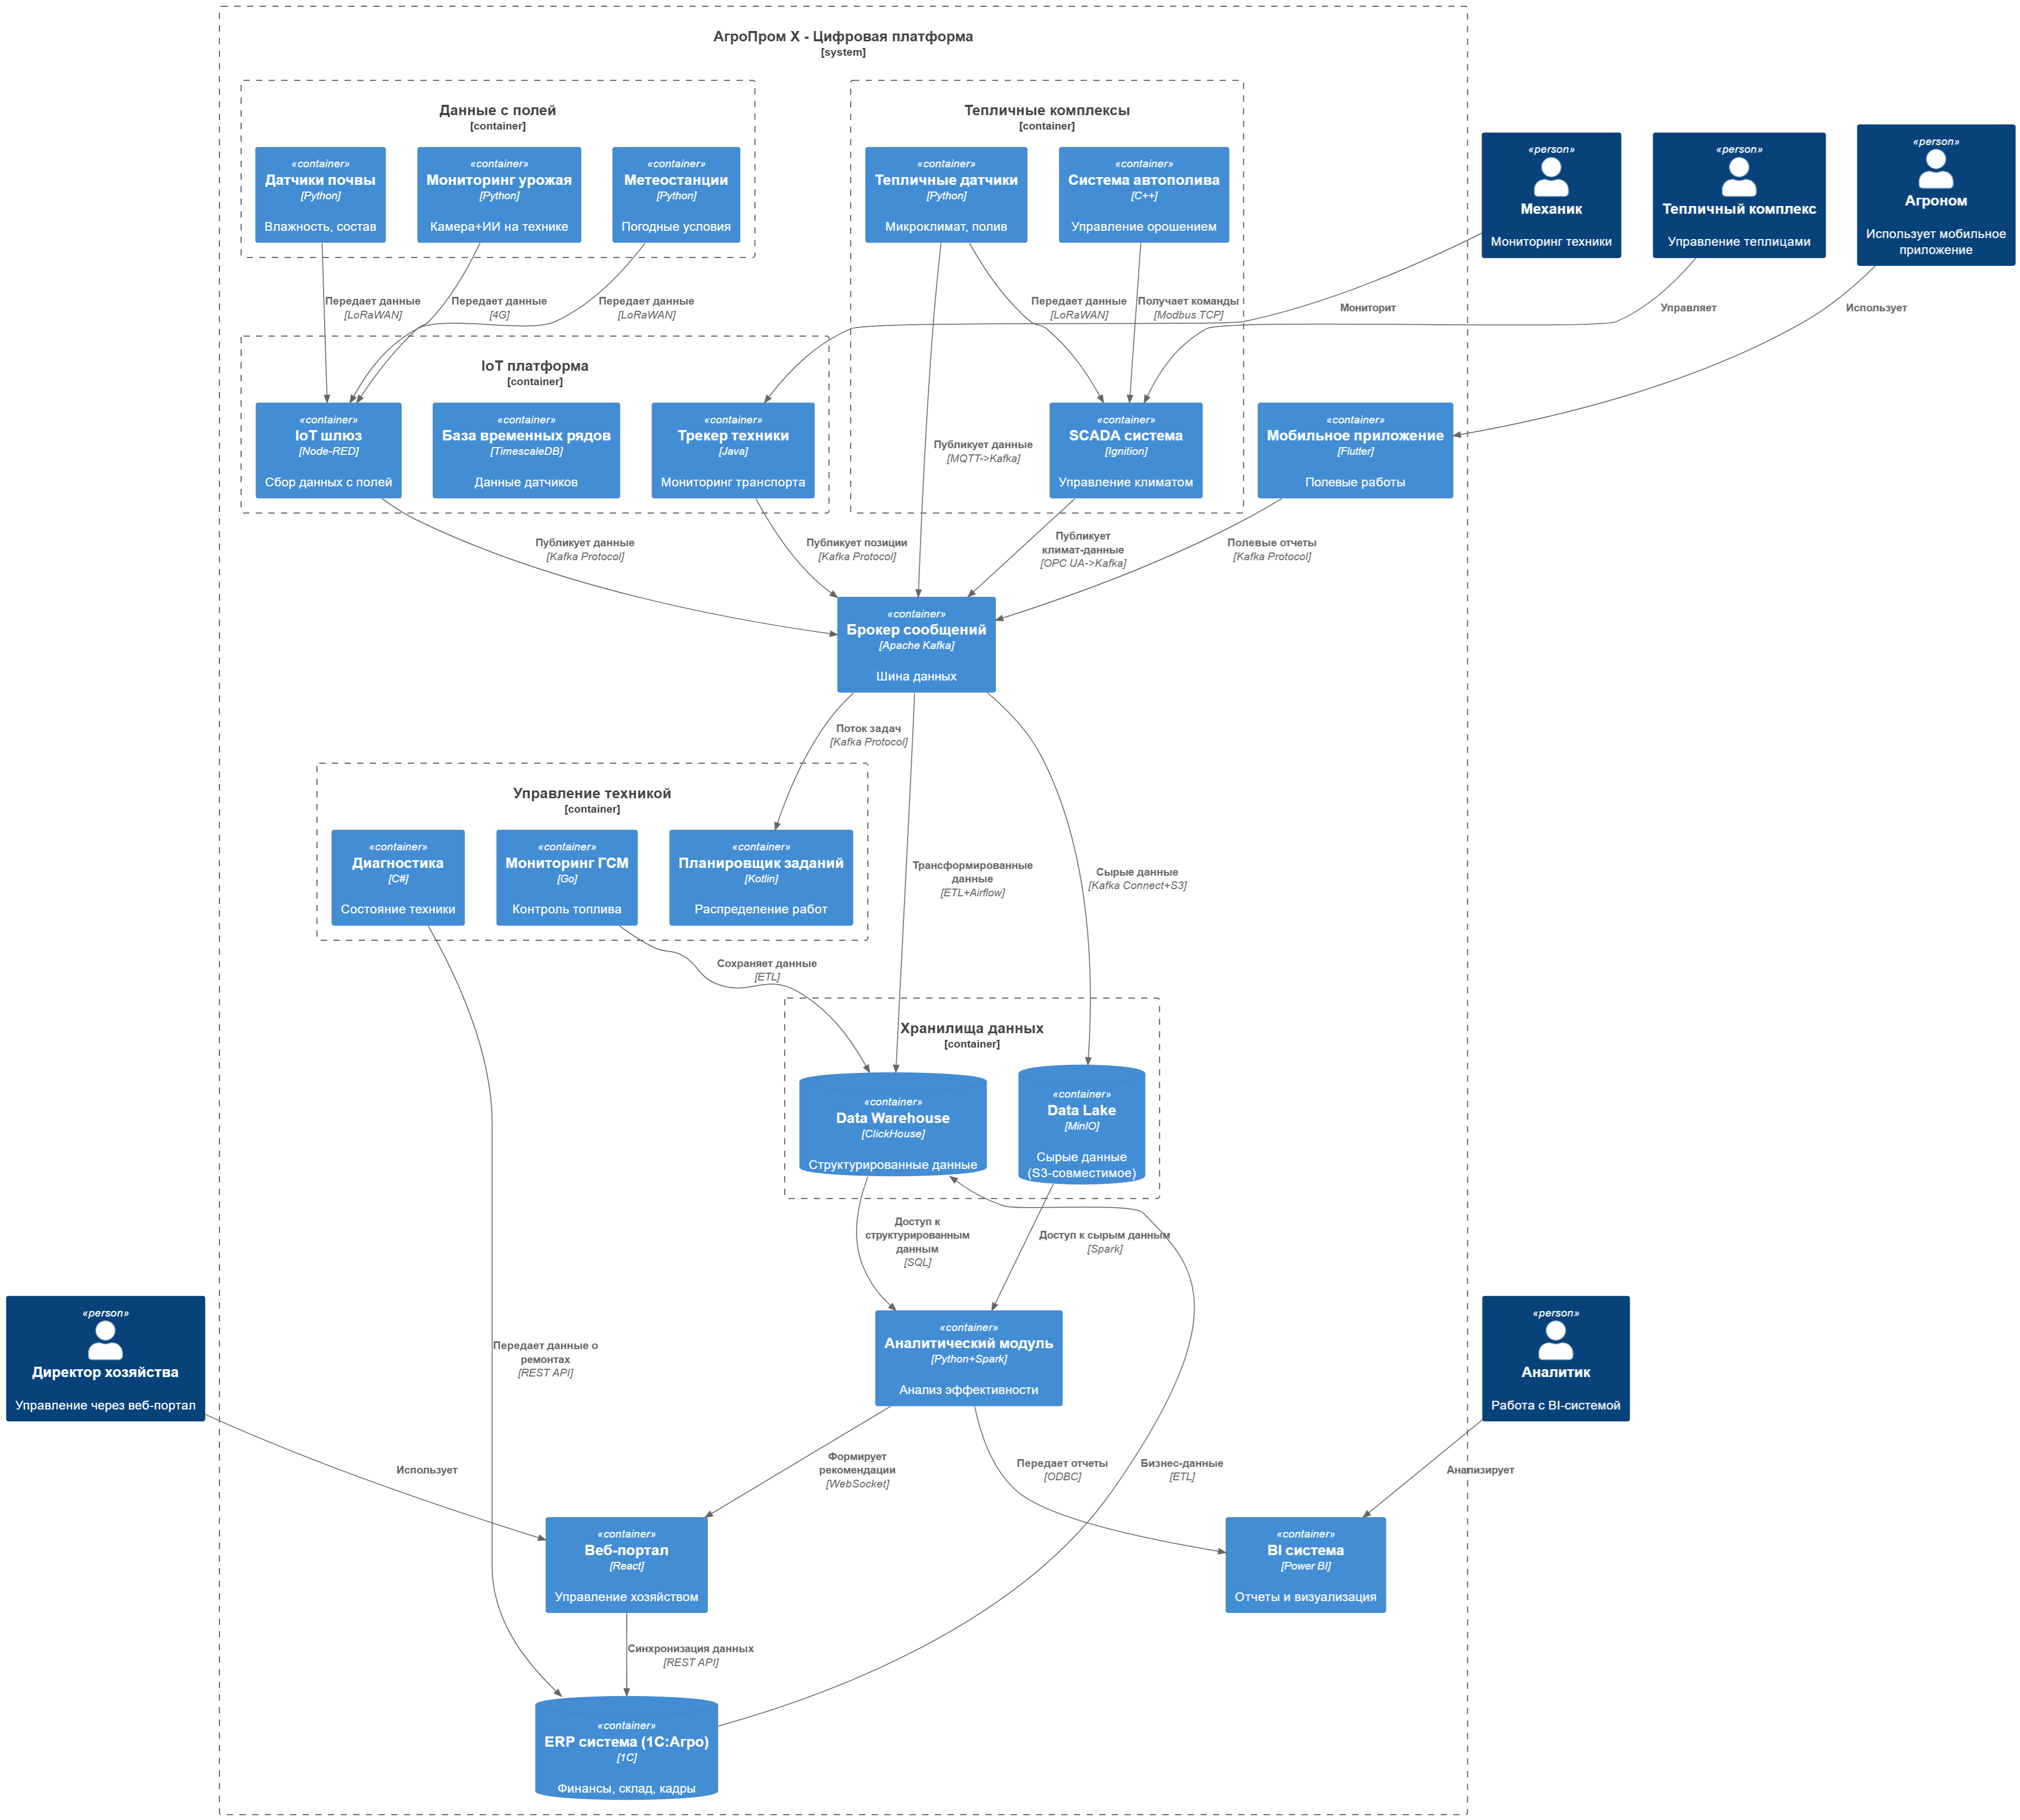 АгроПром X - Цифровая платформа
[system]
Данные с полей
[container]
«container»
Датчики почвы
[Python]
Влажность, состав
«container»
Мониторинг урожая
[Python]
Камера+ИИ на технике
«container»
Метеостанции
[Python]
Погодные условия
Тепличные комплексы
[container]
«container»
Тепличные датчики
[Python]
Микроклимат, полив
«container»
Система автополива
[C++]
Управление орошением
«person»
Механик
Мониторинг техники
«person»
Тепличный комплекс
Управление теплицами
«person»
Агроном
Использует мобильное
приложение
Передает данные
[LoRaWAN]
Передает данные
[4G]
Передает данные
[LoRaWAN]
Передает данные
[LoRaWAN]
Получает команды
[Modbus TCP]
Мониторит
Управляет
Использует
IoT платформа
[container]
«container»
IoT шлюз
[Node-RED]
Сбор данных с полей
«container»
База временных рядов
[TimescaleDB]
Данные датчиков
«container»
Трекер техники
[Java]
Мониторинг транспорта
Публикует данные
[MQTT->Kafka]
«container»
SCADA система
[Ignition]
Управление климатом
«container»
Мобильное приложение
[Flutter]
Полевые работы
Публикует данные
[Kafka Protocol]
Публикует позиции
[Kafka Protocol]
Публикует
климат-данные
[OPC UA->Kafka]
Полевые отчеты
[Kafka Protocol]
«container»
Брокер сообщений
[Apache Kafka]
Шина данных
Поток задач
[Kafka Protocol]
Управление техникой
[container]
«container»
Диагностика
[C#]
Состояние техники
«container»
Мониторинг ГСМ
[Go]
Контроль топлива
«container»
Планировщик заданий
[Kotlin]
Распределение работ
Трансформированные
данные
[ETL+Airflow]
Сырые данные
[Kafka Connect+S3]
Сохраняет данные
[ETL]
Хранилища данных
[container]
«container»
Data Warehouse
[ClickHouse]
Структурированные данные
«container»
Data Lake
[MinIO]
Сырые данные
(S3-совместимое)
Доступ к
структурированным
данным
[SQL]
Доступ к сырым данным
[Spark]
«person»
Директор хозяйства
Управление через веб-портал
Передает данные о
ремонтах
[REST API]
«container»
Аналитический модуль
[Python+Spark]
Анализ эффективности
«person»
Аналитик
Работа с BI-системой
Использует
Формирует
рекомендации
[WebSocket]
Передает отчеты
[ODBC]
Бизнес-данные
[ETL]
Анализирует
«container»
Веб-портал
[React]
Управление хозяйством
«container»
BI система
[Power BI]
Отчеты и визуализация
Синхронизация данных
[REST API]
«container»
ERP система (1С:Агро)
[1C]
Финансы, склад, кадры